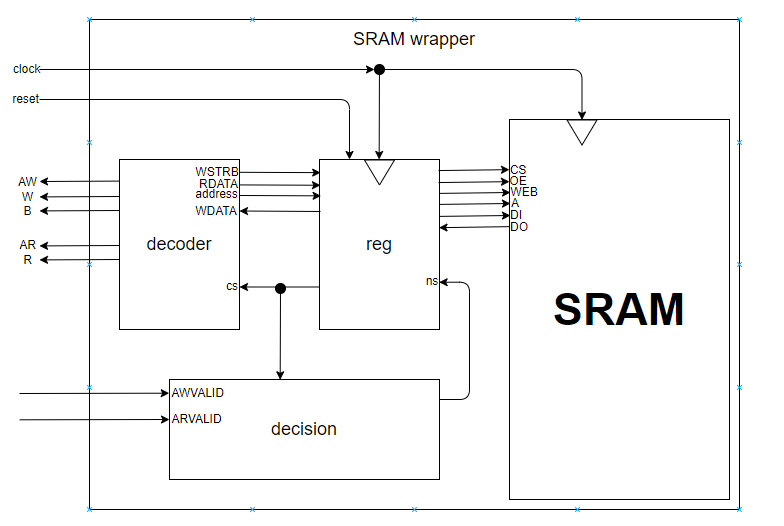 SRAM wrapper
clock
reset
AW
W
B
AR
R
WSTRB
RDATA
address
WDATA
decoder
cs
reg
ns
CS
OE
WEB
A
DI
DO
SRAM
AWVALID
ARVALID
decision